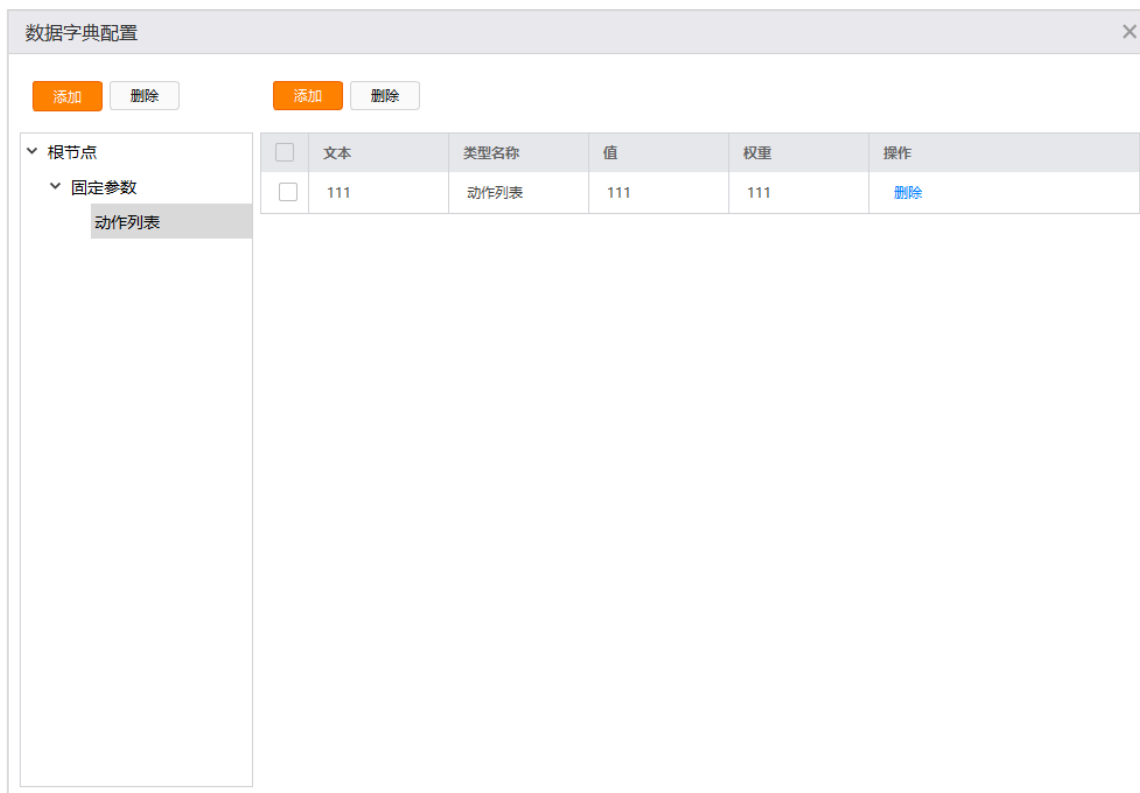 数据字典配置
添加 删除 添加 删除
根节点
固定参数
动作列表
文本 类型名称 值 权重 操作
111 动作列表 111 111 删除